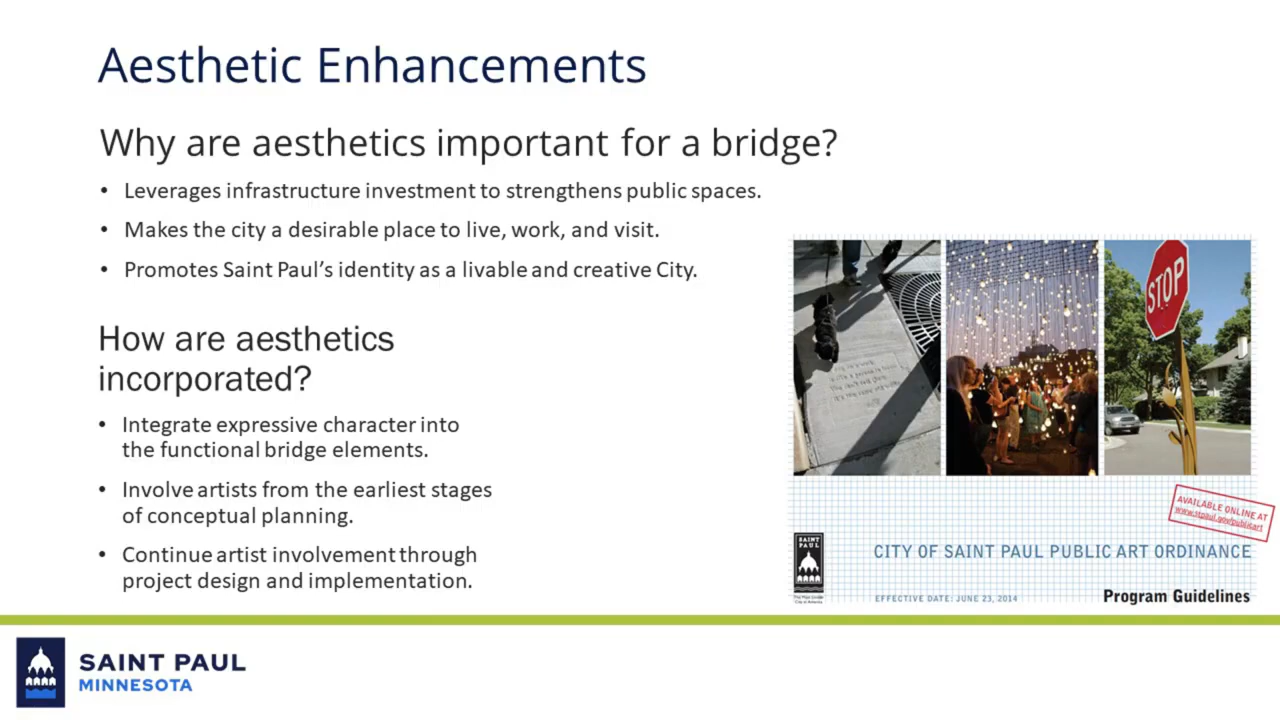 Aesthetic Enhancements
Why are aesthetics important for a bridge?
• Leverages infrastructure investment to strengthens public spaces.
• Makes the city a desirable place to live, work, and visit.
• Promotes Saint Paul's identity as a livable and creative City.
How are aesthetics
incorporated?
• Integrate expressive character into
the functional bridge elements.
• Involve artists from the earliest stages
of conceptual planning.
• Continue artist involvement through
project design and implementation.
STOP
AVAILABLE ONLINE AT
www.stpaul.gov/publicart
SAINT
PAUL
CITY OF SAINT PAUL PUBLIC ART ORDINANCE
EFFECTIVE DATE: JUNE 23, 2014
Program Guidelines
SAINT PAUL
MINNESOTA